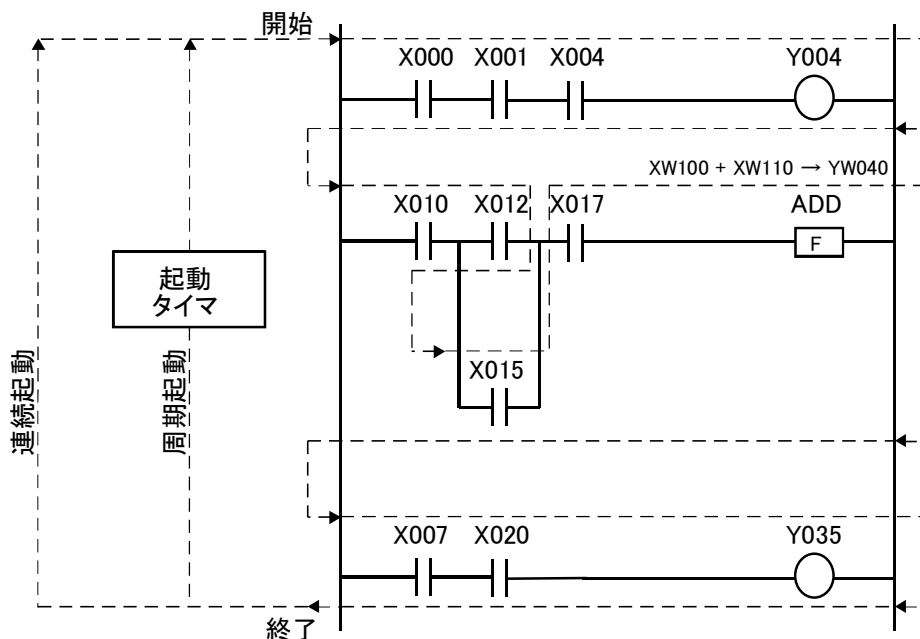 開始
X000 X001 X004 Y004
XW100 + XW110 → YW040
X010 X012 X017 ADD
F
起動
タイマ
X015
連続起動
周期起動
X007 X020 Y035
終了